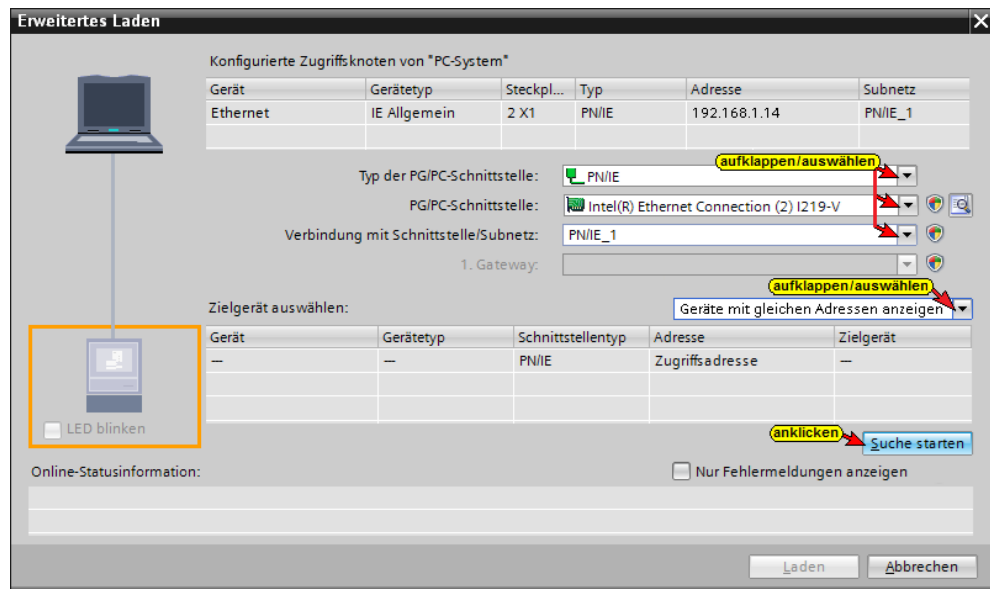 Erweitertes Laden
Konfigurierte Zugriffsknoten von "PC-System"
Gerät Gerätetyp Steckpl... Typ Adresse Subnetz
Ethernet IE Allgemein 2 X1 PN/IE 192.168.1.14 PN/IE_1
aufklappen/auswählen
Typ der PG/PC-Schnittstelle: PN/IE
PG/PC-Schnittstelle: Intel(R) Ethernet Connection (2) I219-V
Verbindung mit Schnittstelle/Subnetz: PN/IE_1
1. Gateway:
aufklappen/auswählen
Zielgerät auswählen: Geräte mit gleichen Adressen anzeigen
Gerät Gerätetyp Schnittstellentyp Adresse Zielgerät
— — PN/IE Zugriffsadresse —
LED blinken
anklicken
Suche starten
Online-Statusinformation: Nur Fehlermeldungen anzeigen
Laden Abbrechen